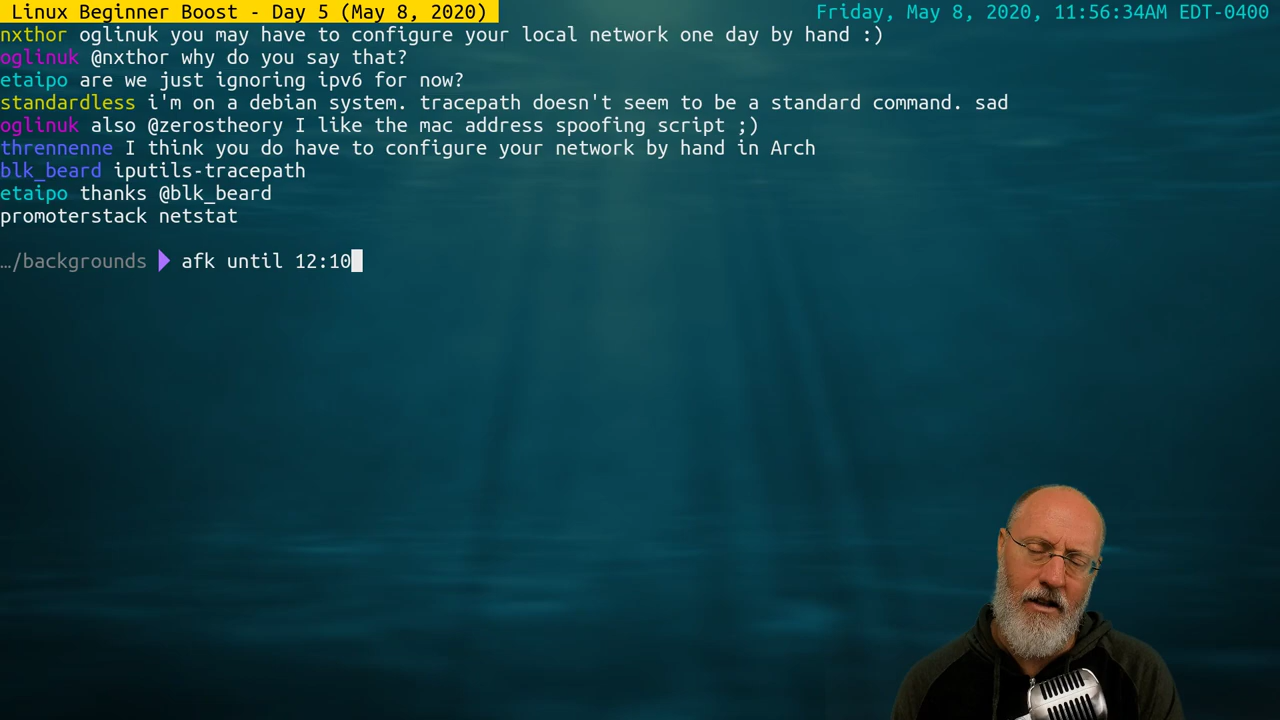 Linux Beginner Boost - Day 5 (May 8, 2020)
Friday, May 8, 2020, 11:56:34AM EDT-0400
nxthor oglinuk you may have to configure your local network one day by hand :)
oglinuk @nxthor why do you say that?
etaipo are we just ignoring ipv6 for now?
standardless i'm on a debian system. tracepath doesn't seem to be a standard command. sad
oglinuk also @zerostheory I like the mac address spoofing script ;)
thrennenne I think you do have to configure your network by hand in Arch
blk_beard iputils-tracepath
etaipo thanks @blk_beard
promoterstack netstat
…/backgrounds afk until 12:10